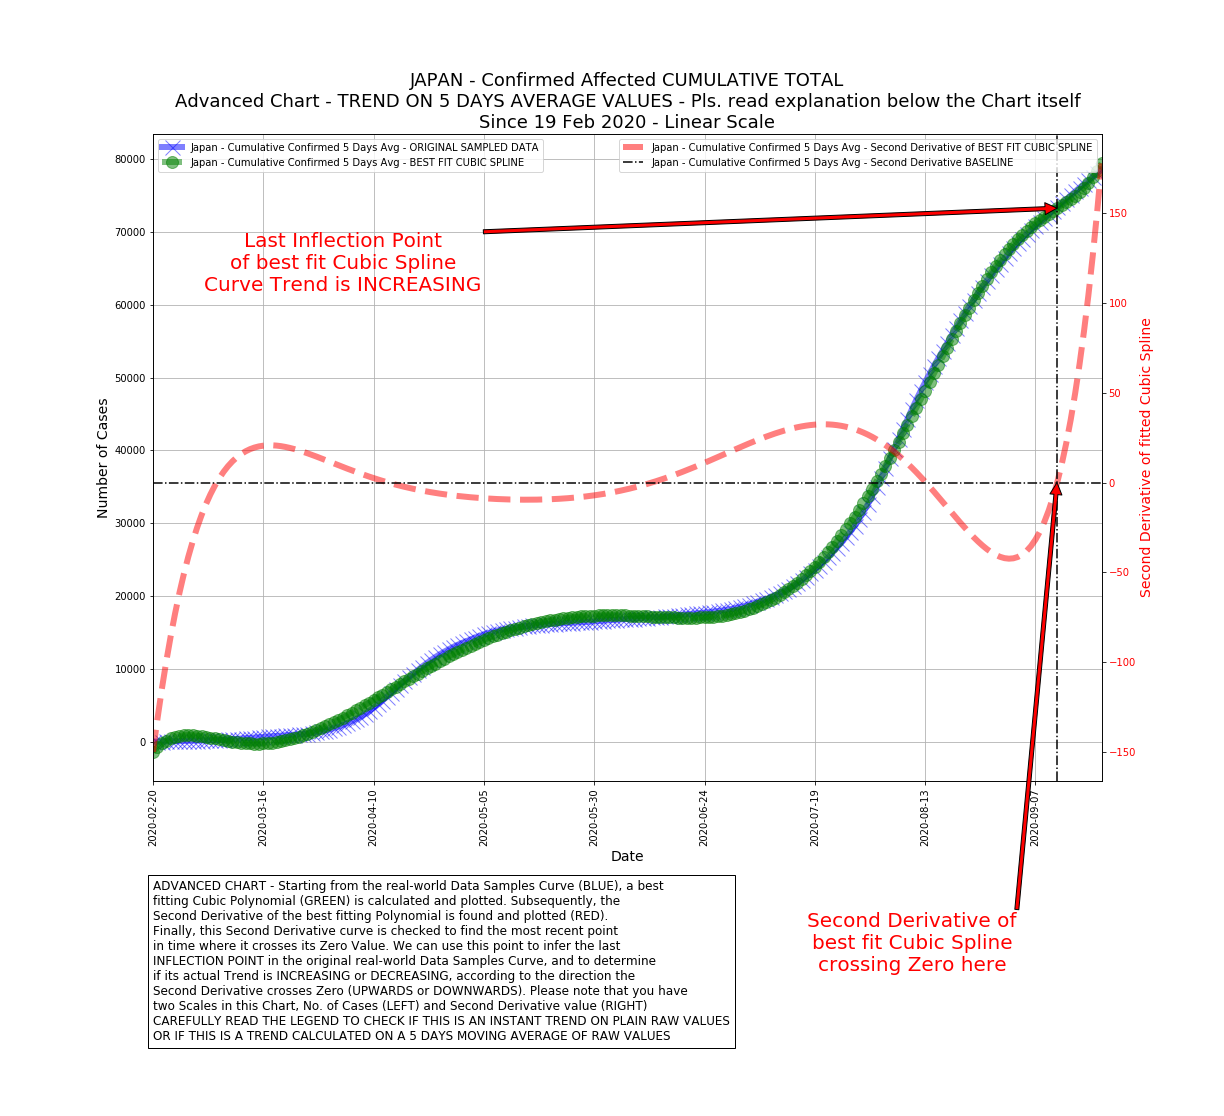 JAPAN - Confirmed Affected CUMULATIVE TOTAL
Advanced Chart - TREND ON 5 DAYS AVERAGE VALUES - Pls. read explanation below the Chart itself
Since 19 Feb 2020 - Linear Scale
Japan - Cumulative Confirmed 5 Days Avg - ORIGINAL SAMPLED DATA
Japan - Cumulative Confirmed 5 Days Avg - BEST FIT CUBIC SPLINE
Japan - Cumulative Confirmed 5 Days Avg - Second Derivative of BEST FIT CUBIC SPLINE
Japan - Cumulative Confirmed 5 Days Avg - Second Derivative BASELINE
Last Inflection Point
of best fit Cubic Spline
Curve Trend is INCREASING
Number of Cases
80000
70000
60000
50000
40000
30000
20000
10000
0
150
100
50
0
−50
−100
−150
Second Derivative of fitted Cubic Spline
2020-02-20
2020-03-16
2020-04-10
2020-05-05
2020-05-30
2020-06-24
2020-07-19
2020-08-13
2020-09-07
Date
ADVANCED CHART - Starting from the real-world Data Samples Curve (BLUE), a best
fitting Cubic Polynomial (GREEN) is calculated and plotted. Subsequently, the
Second Derivative of the best fitting Polynomial is found and plotted (RED).
Finally, this Second Derivative curve is checked to find the most recent point
in time where it crosses its Zero Value. We can use this point to infer the last
INFLECTION POINT in the original real-world Data Samples Curve, and to determine
if its actual Trend is INCREASING or DECREASING, according to the direction the
Second Derivative crosses Zero (UPWARDS or DOWNWARDS). Please note that you have
two Scales in this Chart, No. of Cases (LEFT) and Second Derivative value (RIGHT)
CAREFULLY READ THE LEGEND TO CHECK IF THIS IS AN INSTANT TREND ON PLAIN RAW VALUES
OR IF THIS IS A TREND CALCULATED ON A 5 DAYS MOVING AVERAGE OF RAW VALUES
Second Derivative of
best fit Cubic Spline
crossing Zero here